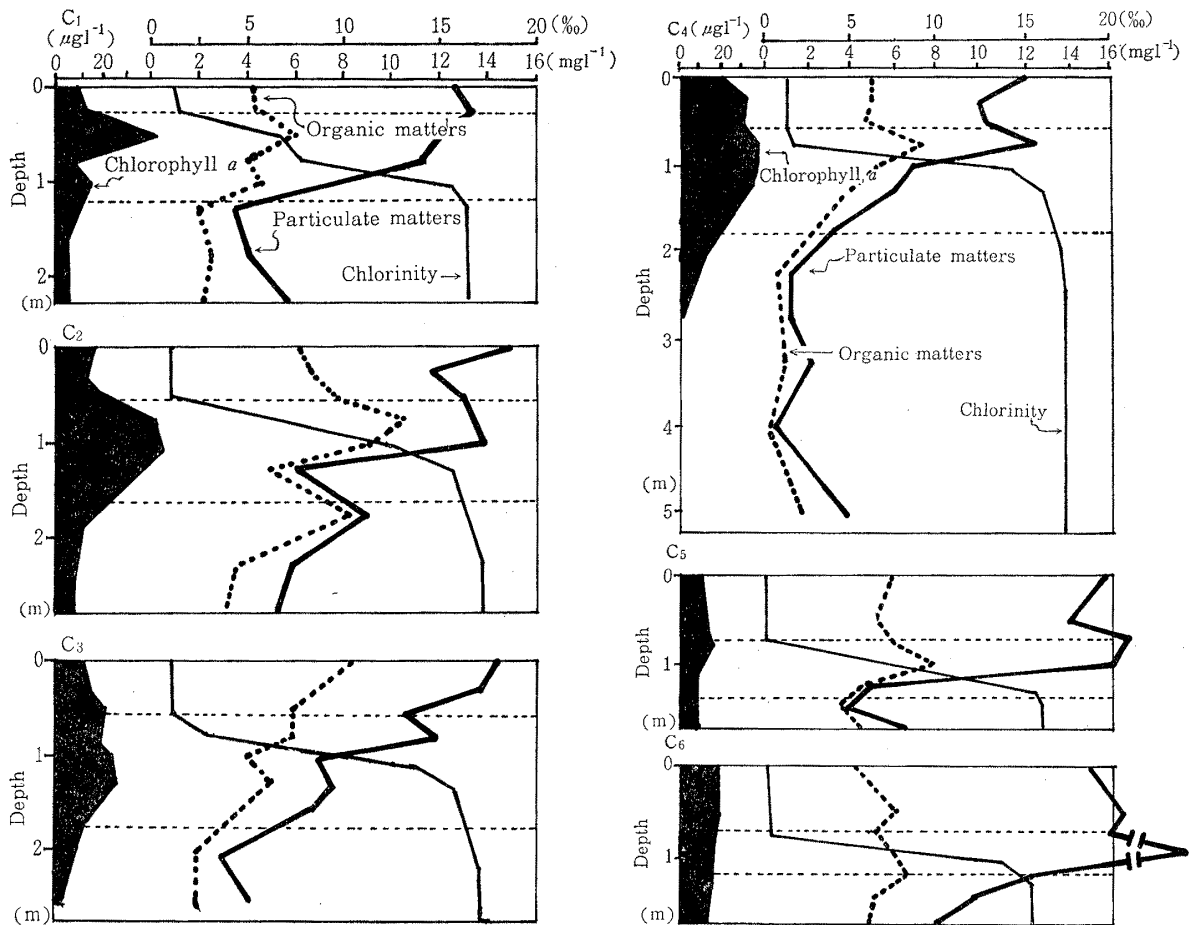 C1
(μgl⁻¹)
0 5 10 15 20(‰)
0 20 0 2 4 6 8 10 12 14 16(mgl⁻¹)
0
Organic matters
Chlorophyll a
1
Particulate matters
Chlorinity
2
(m)
Depth
C2
0
1
2
(m)
Depth
C3
0
1
2
(m)
Depth
0 5 10 15 20(‰)
C4(μgl⁻¹)
0 20 0 2 4 6 8 10 12 14 16(mgl⁻¹)
0
1
Chlorophyll a
2
Particulate matters
3
Organic matters
Chlorinity
4
(m)
5
Depth
C5
0
1
(m)
Depth
C6
0
1
(m)
Depth